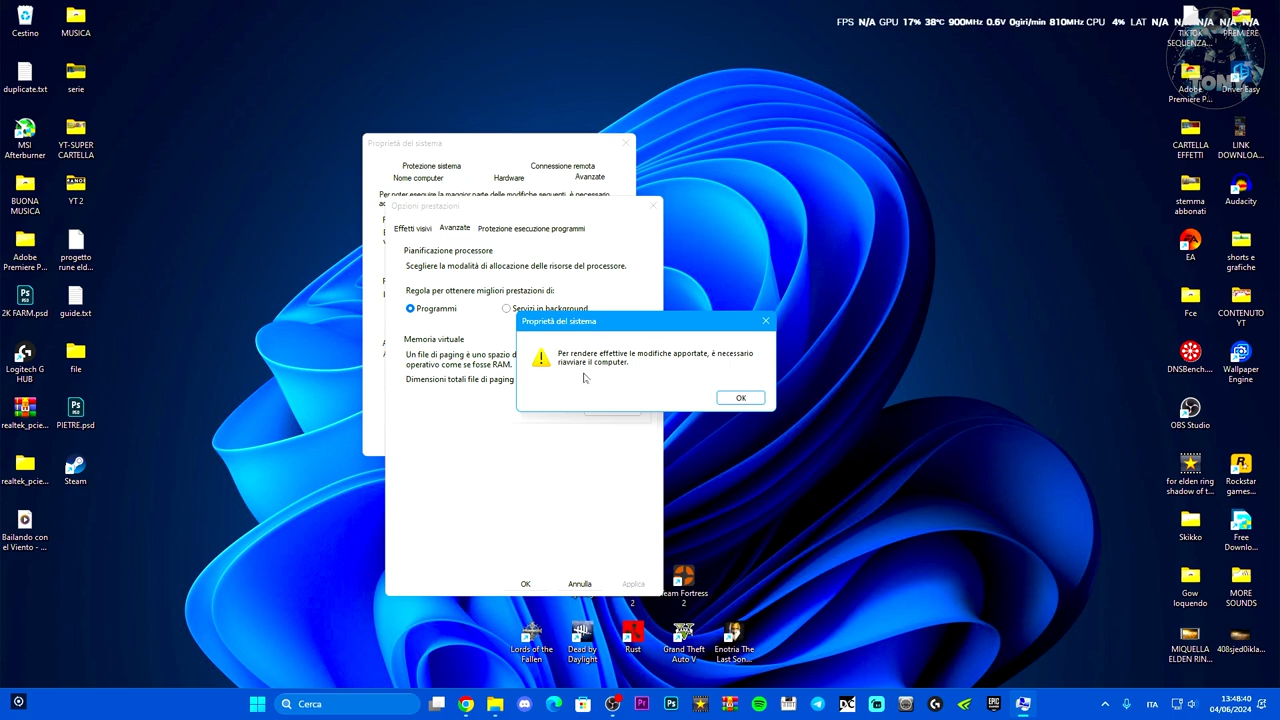 FPS N/A GPU 17% 38°C 900MHz 0.6V 0giri/min 810MHz CPU 4% LAT N/A N/A N/A N/A N/A
Cestino
MUSICA
duplicate.txt
serie
MSI
Afterburner
YT-SUPER
CARTELLA
BUONA
MUSICA
YT 2
Adobe
Premiere P...
progetto
rune eld...
2K FARM.psd
guide.txt
Logitech G
HUB
file
realtek_pcie...
PIETRE.psd
realtek_pcie...
Steam
Bailando con
el Viento - ...
Proprietà del sistema
Protezione sistema
Connessione remota
Nome computer
Hardware
Avanzate
Per poter eseguire la maggior parte delle modifiche seguenti, è necessario
Opzioni prestazioni
Effetti visivi
Avanzate
Protezione esecuzione programmi
Pianificazione processore
Scegliere la modalità di allocazione delle risorse del processore.
Regola per ottenere migliori prestazioni di:
Programmi
Servizi in background
Memoria virtuale
Un file di paging è uno spazio d
operativo come se fosse RAM.
Dimensioni totali file di paging
Proprietà del sistema
Per rendere effettive le modifiche apportate, è necessario
riavviare il computer.
OK
OK
Annulla
Applica
TIKTOK
SEQUENZA...
PREMIERE
TONY
Adobe
Premiere P...
Driver Easy
CARTELLA
EFFETTI
LINK
DOWNLOA...
stemma
abbonati
Audacity
EA
shorts e
grafiche
Fce
CONTENUTO
YT
DNSBench...
Wallpaper
Engine
OBS Studio
for elden ring
shadow of t...
Rockstar
games...
Skikko
Free
Downlo...
Gow
loquendo
MORE
SOUNDS
MIQUELLA
ELDEN RIN...
408sjed0ikla...
2
eam Fortress
2
Lords of the
Fallen
Dead by
Daylight
Rust
Grand Theft
Auto V
Enotria The
Last Son...
Cerca
ITA
13:48:40
04/06/2024